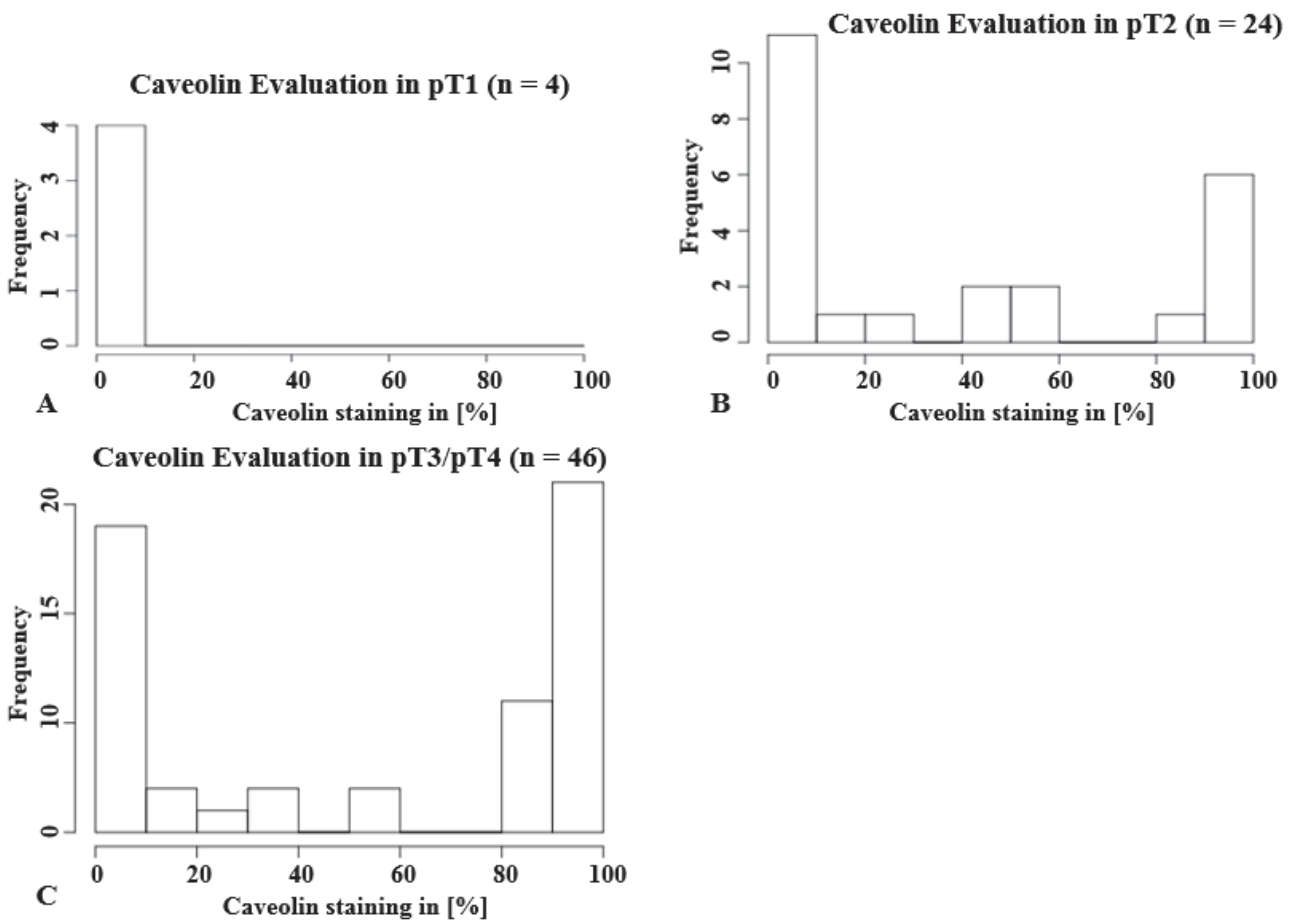 Caveolin Evaluation in pT1 (n = 4)
Frequency
4
3
2
1
0
0 20 40 60 80 100
Caveolin staining in [%]
A
Caveolin Evaluation in pT2 (n = 24)
Frequency
10
8
6
4
2
0
0 20 40 60 80 100
Caveolin staining in [%]
B
Caveolin Evaluation in pT3/pT4 (n = 46)
Frequency
20
15
10
0
0 20 40 60 80 100
Caveolin staining in [%]
C